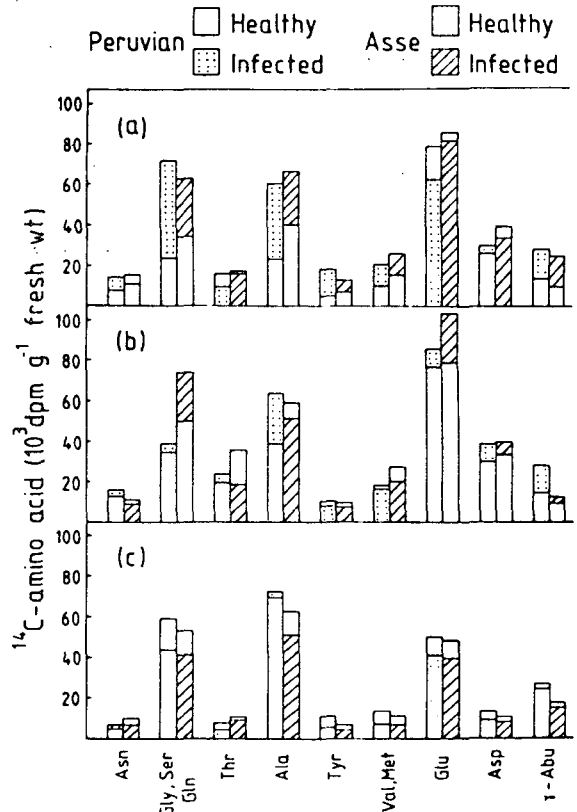 Peruvian Healthy Infected Asse Healthy Infected
¹⁴C-amino acid (10³dpm g⁻¹ fresh wt)
(a)
100
80
60
40
20
(b)
100
80
60
40
20
(c)
100
80
60
40
20
Asn
Gly, Ser
Gln
Thr
Ala
Tyr
Val,Met
Glu
Asp
γ-Abu